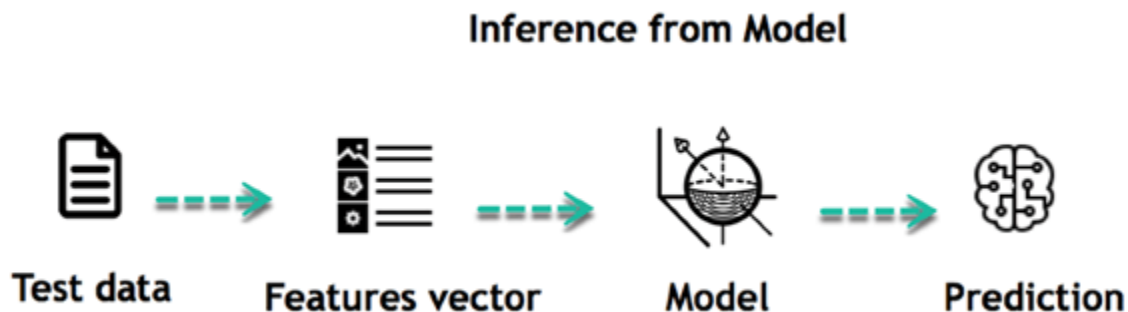 Inference from Model
Test data
Features vector
Model
Prediction